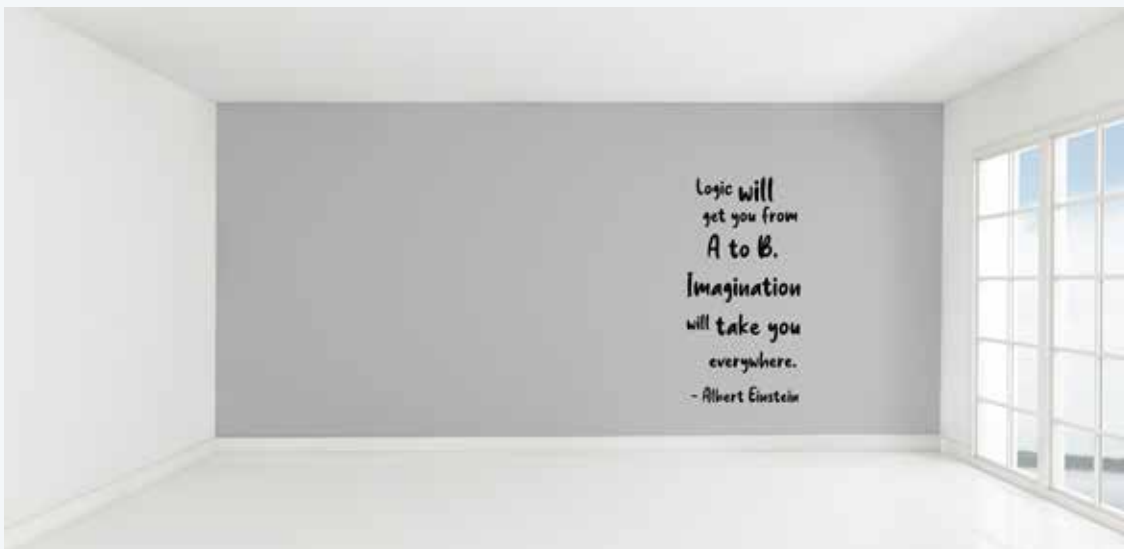 Logic will
get you from
A to B.
Imagination
will take you
everywhere.
- Albert Einstein